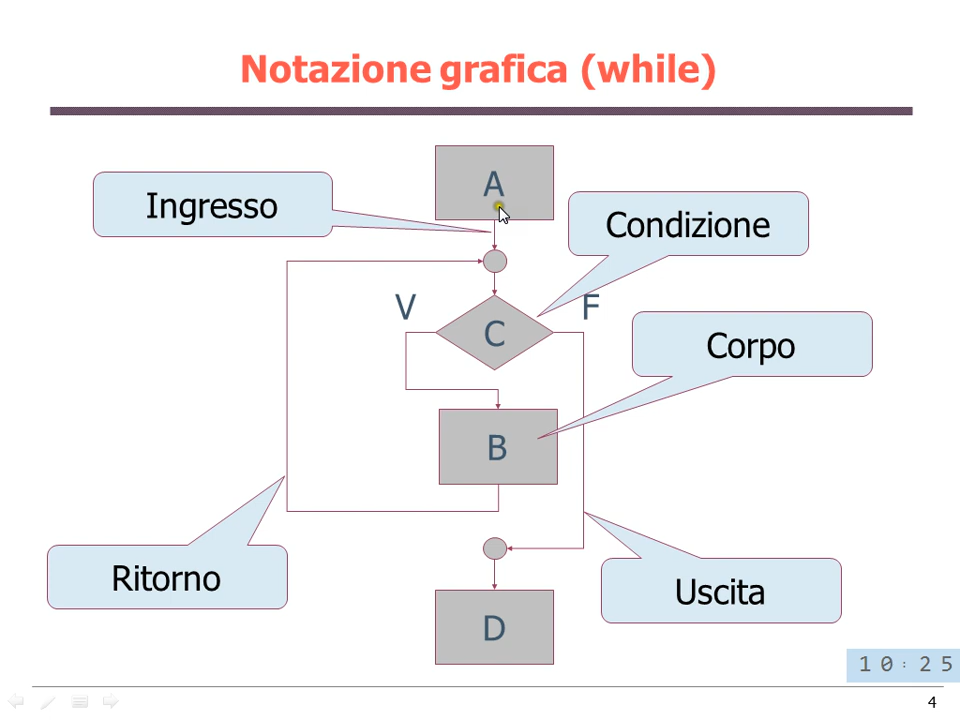 Notazione grafica (while)
A
Ingresso
Condizione
V
F
C
Corpo
B
Ritorno
Uscita
D
10:25
4